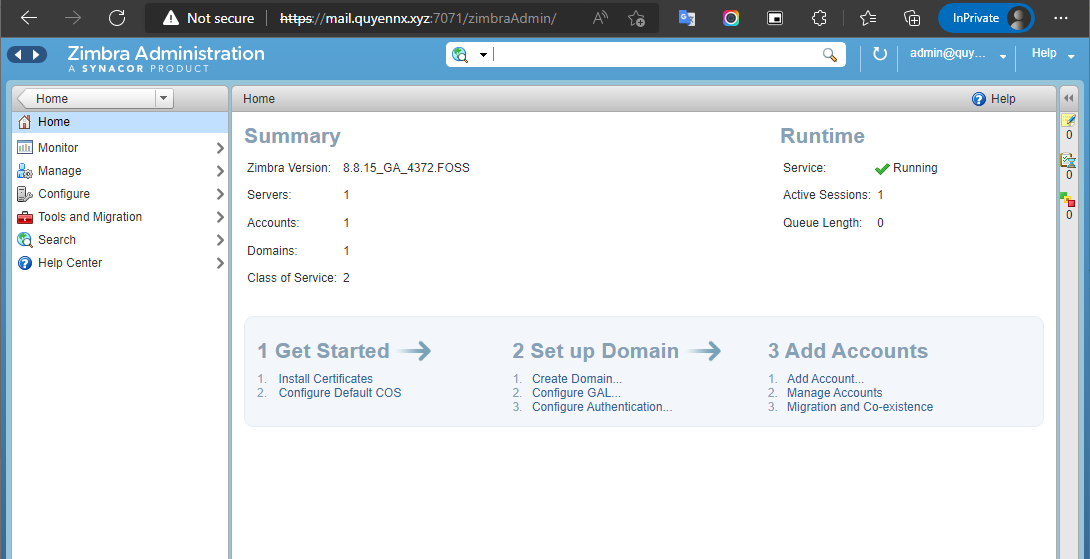 Not secure
https://mail.quyennx.xyz:7071/zimbraAdmin/
InPrivate
Zimbra Administration
A SYNACOR PRODUCT
admin@quy...
Help
Home
Home
Help
Home
Monitor
Manage
Configure
Tools and Migration
Search
Help Center
Summary
Zimbra Version: 8.8.15_GA_4372.FOSS
Servers: 1
Accounts: 1
Domains: 1
Class of Service: 2
Runtime
Service: Running
Active Sessions: 1
Queue Length: 0
0
0
0
1 Get Started
1. Install Certificates
2. Configure Default COS
2 Set up Domain
1. Create Domain...
2. Configure GAL...
3. Configure Authentication...
3 Add Accounts
1. Add Account...
2. Manage Accounts
3. Migration and Co-existence